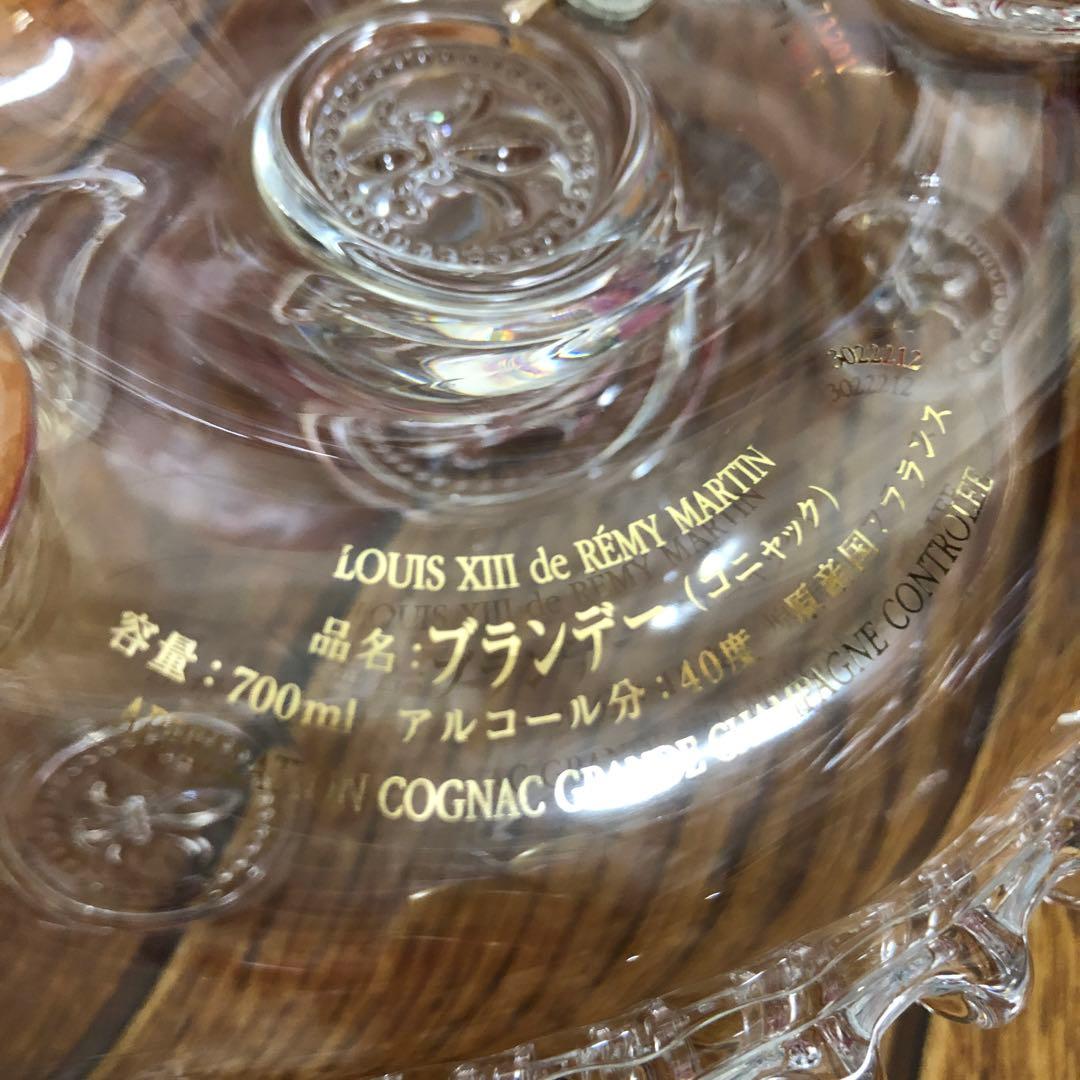 3022212
LOUIS XIII de RÉMY MARTIN
品名：ブランデー（コニャック）
容量：700ml アルコール分：40度 原産国：フランス
COGNAC GRANDE CHAMPAGNE CONTROLEE